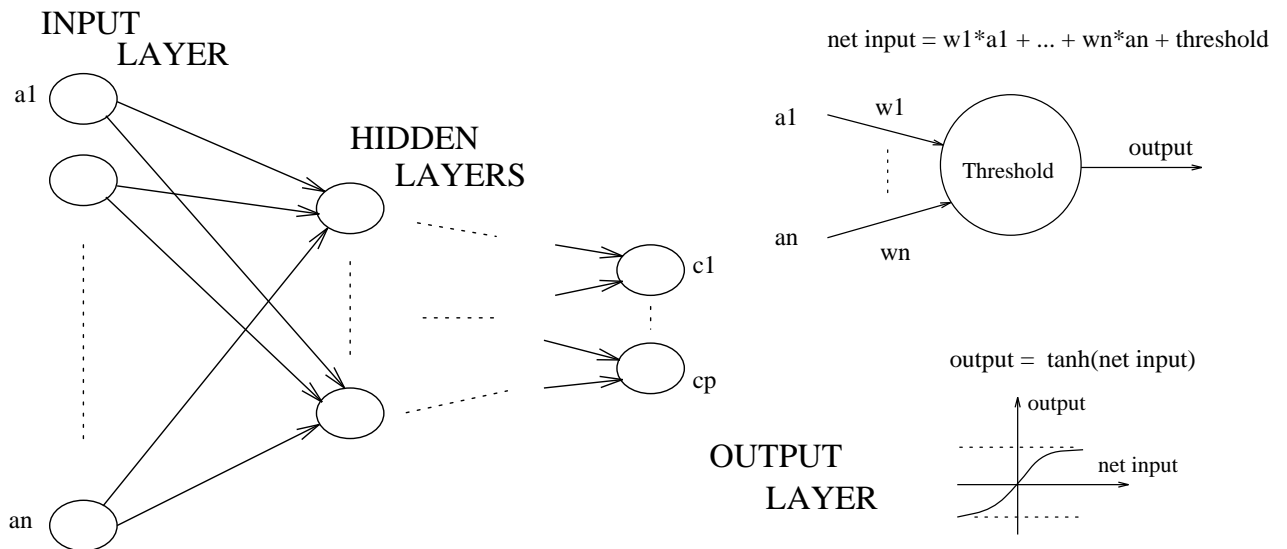 INPUT
LAYER
a1
an
HIDDEN
LAYERS
c1
cp
OUTPUT
LAYER
net input = w1*a1 + ... + wn*an + threshold
a1
w1
Threshold
output
an
wn
output = tanh(net input)
output
net input